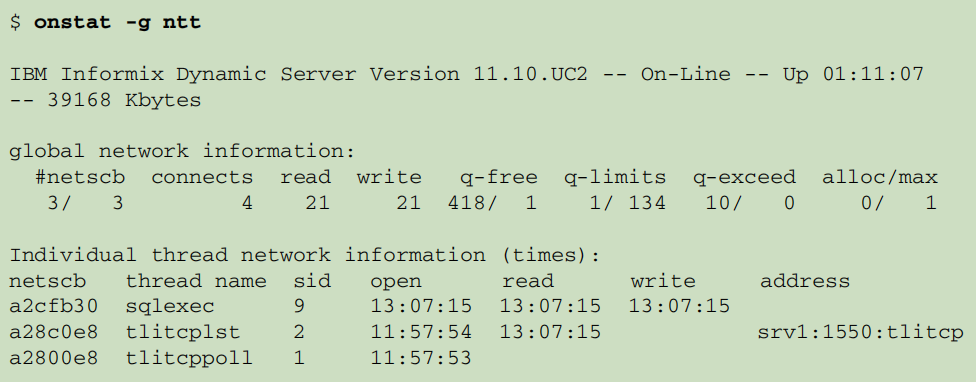 $ onstat -g ntt
IBM Informix Dynamic Server Version 11.10.UC2 -- On-Line -- Up 01:11:07
-- 39168 Kbytes
global network information:
#netscb connects read write q-free q-limits q-exceed alloc/max
3/ 3 4 21 21 418/ 1 1/ 134 10/ 0 0/ 1
Individual thread network information (times):
netscb thread name sid open read write address
a2cfb30 sqlexec 9 13:07:15 13:07:15 13:07:15
a28c0e8 tlitcplst 2 11:57:54 13:07:15 srv1:1550:tlitcp
a2800e8 tlitcppoll 1 11:57:53